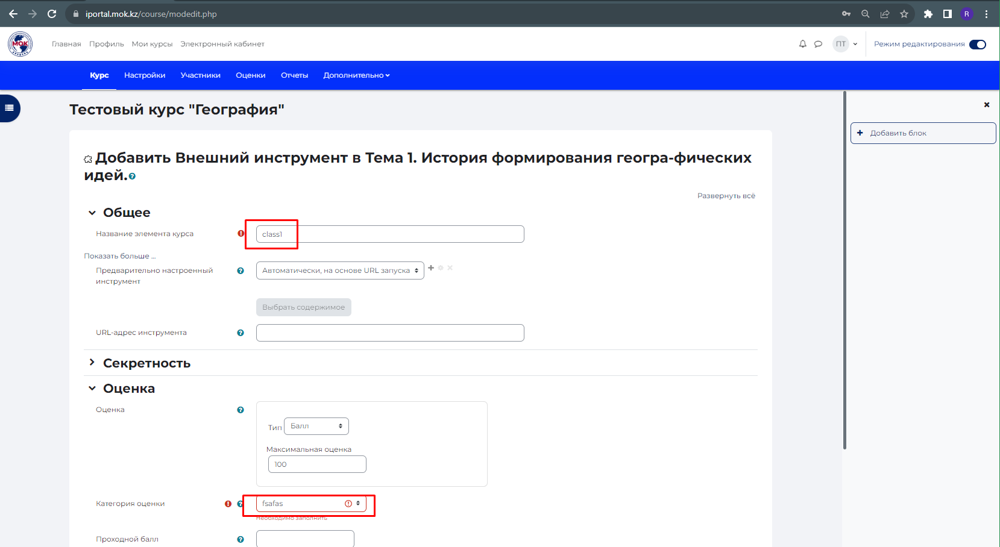 iportal.mok.kz/course/modedit.php
R
МОК
Главная Профиль Мои курсы Электронный кабинет
ПТ
Режим редактирования
Курс Настройки Участники Оценки Отчеты Дополнительно
Тестовый курс "География"
Добавить блок
Добавить Внешний инструмент в Тема 1. История формирования геогра-фических
идей.
Развернуть всё
Общее
Название элемента курса
class1
Показать больше ...
Предварительно настроенный
инструмент
Автоматически, на основе URL запуска
Выбрать содержимое
URL-адрес инструмента
Секретность
Оценка
Оценка
Тип Балл
Максимальная оценка
100
Категория оценки
fsafas
Необходимо заполнить
Проходной балл